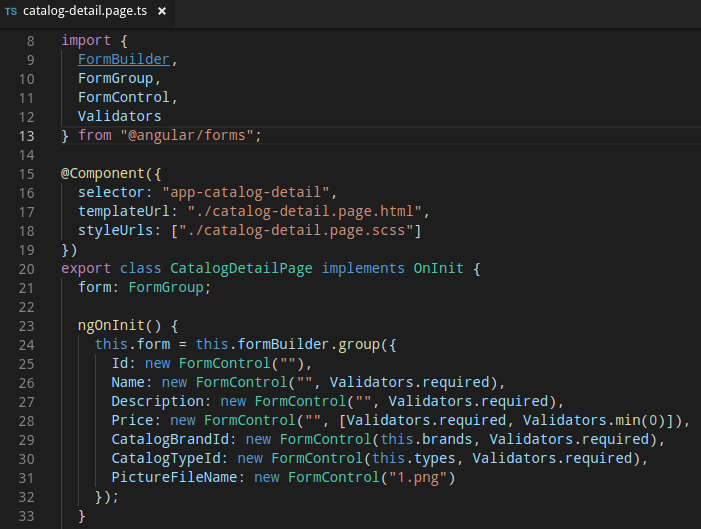 TS catalog-detail.page.ts ×
8 import {
9   FormBuilder,
10   FormGroup,
11   FormControl,
12   Validators
13 } from "@angular/forms";
14
15 @Component({
16   selector: "app-catalog-detail",
17   templateUrl: "./catalog-detail.page.html",
18   styleUrls: ["./catalog-detail.page.scss"]
19 })
20 export class CatalogDetailPage implements OnInit {
21   form: FormGroup;
22
23   ngOnInit() {
24     this.form = this.formBuilder.group({
25       Id: new FormControl(""),
26       Name: new FormControl("", Validators.required),
27       Description: new FormControl("", Validators.required),
28       Price: new FormControl("", [Validators.required, Validators.min(0)]),
29       CatalogBrandId: new FormControl(this.brands, Validators.required),
30       CatalogTypeId: new FormControl(this.types, Validators.required),
31       PictureFileName: new FormControl("1.png")
32     });
33   }